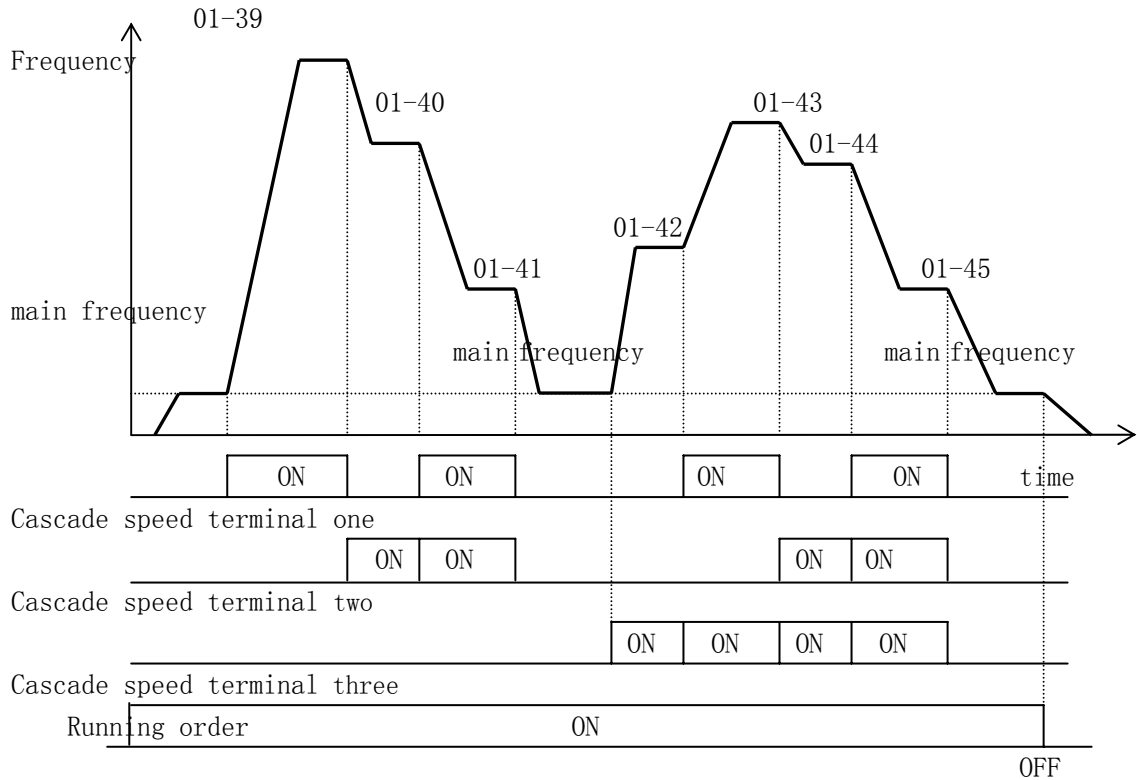 01-39
Frequency
01-40
01-43
01-44
01-42
01-41
01-45
main frequency
main frequency
main frequency
ON
ON
ON
ON
time
Cascade speed terminal one
ON
ON
ON
ON
Cascade speed terminal two
ON
ON
ON
ON
Cascade speed terminal three
Running order
ON
OFF